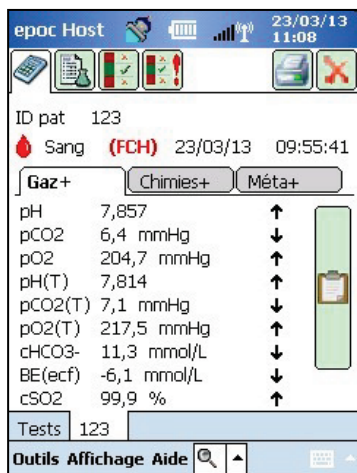 epoc Host 23/03/13 11:08
ID pat 123
Sang (FCH) 23/03/13 09:55:41
Gaz+ Chimies+ Méta+
pH 7,857 ↑
pCO2 6,4 mmHg ↓
pO2 204,7 mmHg ↑
pH(T) 7,814 ↑
pCO2(T) 7,1 mmHg ↓
pO2(T) 217,5 mmHg ↑
cHCO3- 11,3 mmol/L ↓
BE(ecf) -6,1 mmol/L ↓
cSO2 99,9 % ↑
Tests 123
Outils Affichage Aide